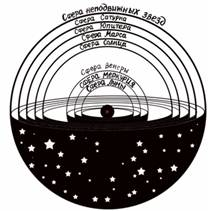 Сфера неподвижных звезд
Сфера Сатурна
Сфера Юпитера
Сфера Марса
Сфера Солнца
Сфера Венеры
Сфера Меркурия
Сфера Луны